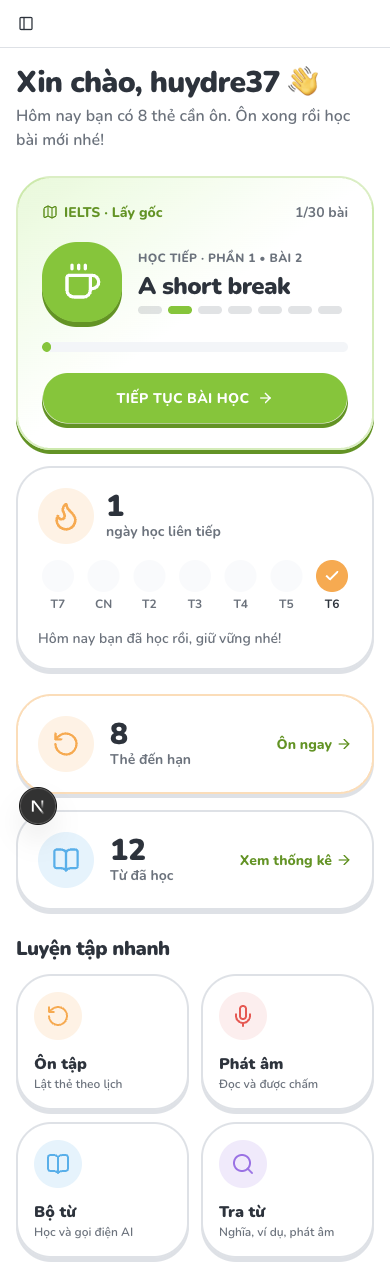 Xin chào, huydre37 👋
Hôm nay bạn có 8 thẻ cần ôn. Ôn xong rồi học
bài mới nhé!
IELTS · Lấy gốc
1/30 bài
HỌC TIẾP · PHẦN 1 • BÀI 2
A short break
TIẾP TỤC BÀI HỌC →
1
ngày học liên tiếp
T7 CN T2 T3 T4 T5 T6
Hôm nay bạn đã học rồi, giữ vững nhé!
8
Thẻ đến hạn
Ôn ngay →
N
12
Từ đã học
Xem thống kê →
Luyện tập nhanh
Ôn tập
Lật thẻ theo lịch
Phát âm
Đọc và được chấm
Bộ từ
Học và gọi điện AI
Tra từ
Nghĩa, ví dụ, phát âm